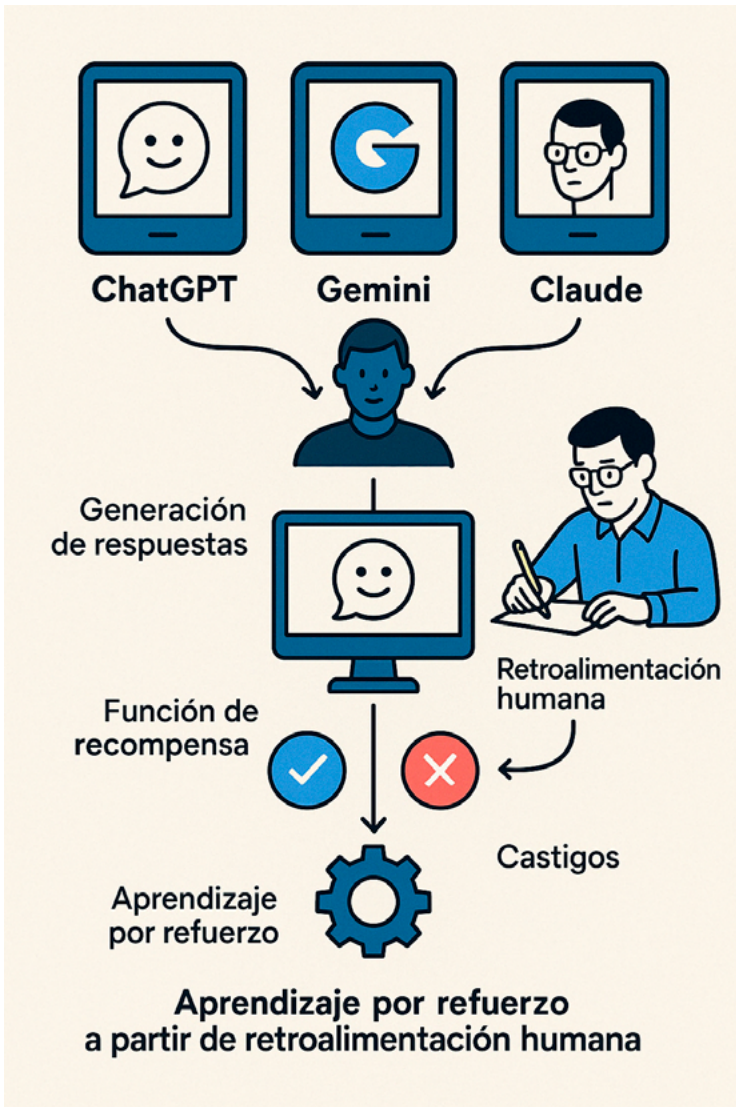 ChatGPT
Gemini
Claude
Generación
de respuestas
Retroalimentación
humana
Función de
recompensa
Castigos
Aprendizaje
por refuerzo
Aprendizaje por refuerzo
a partir de retroalimentación humana